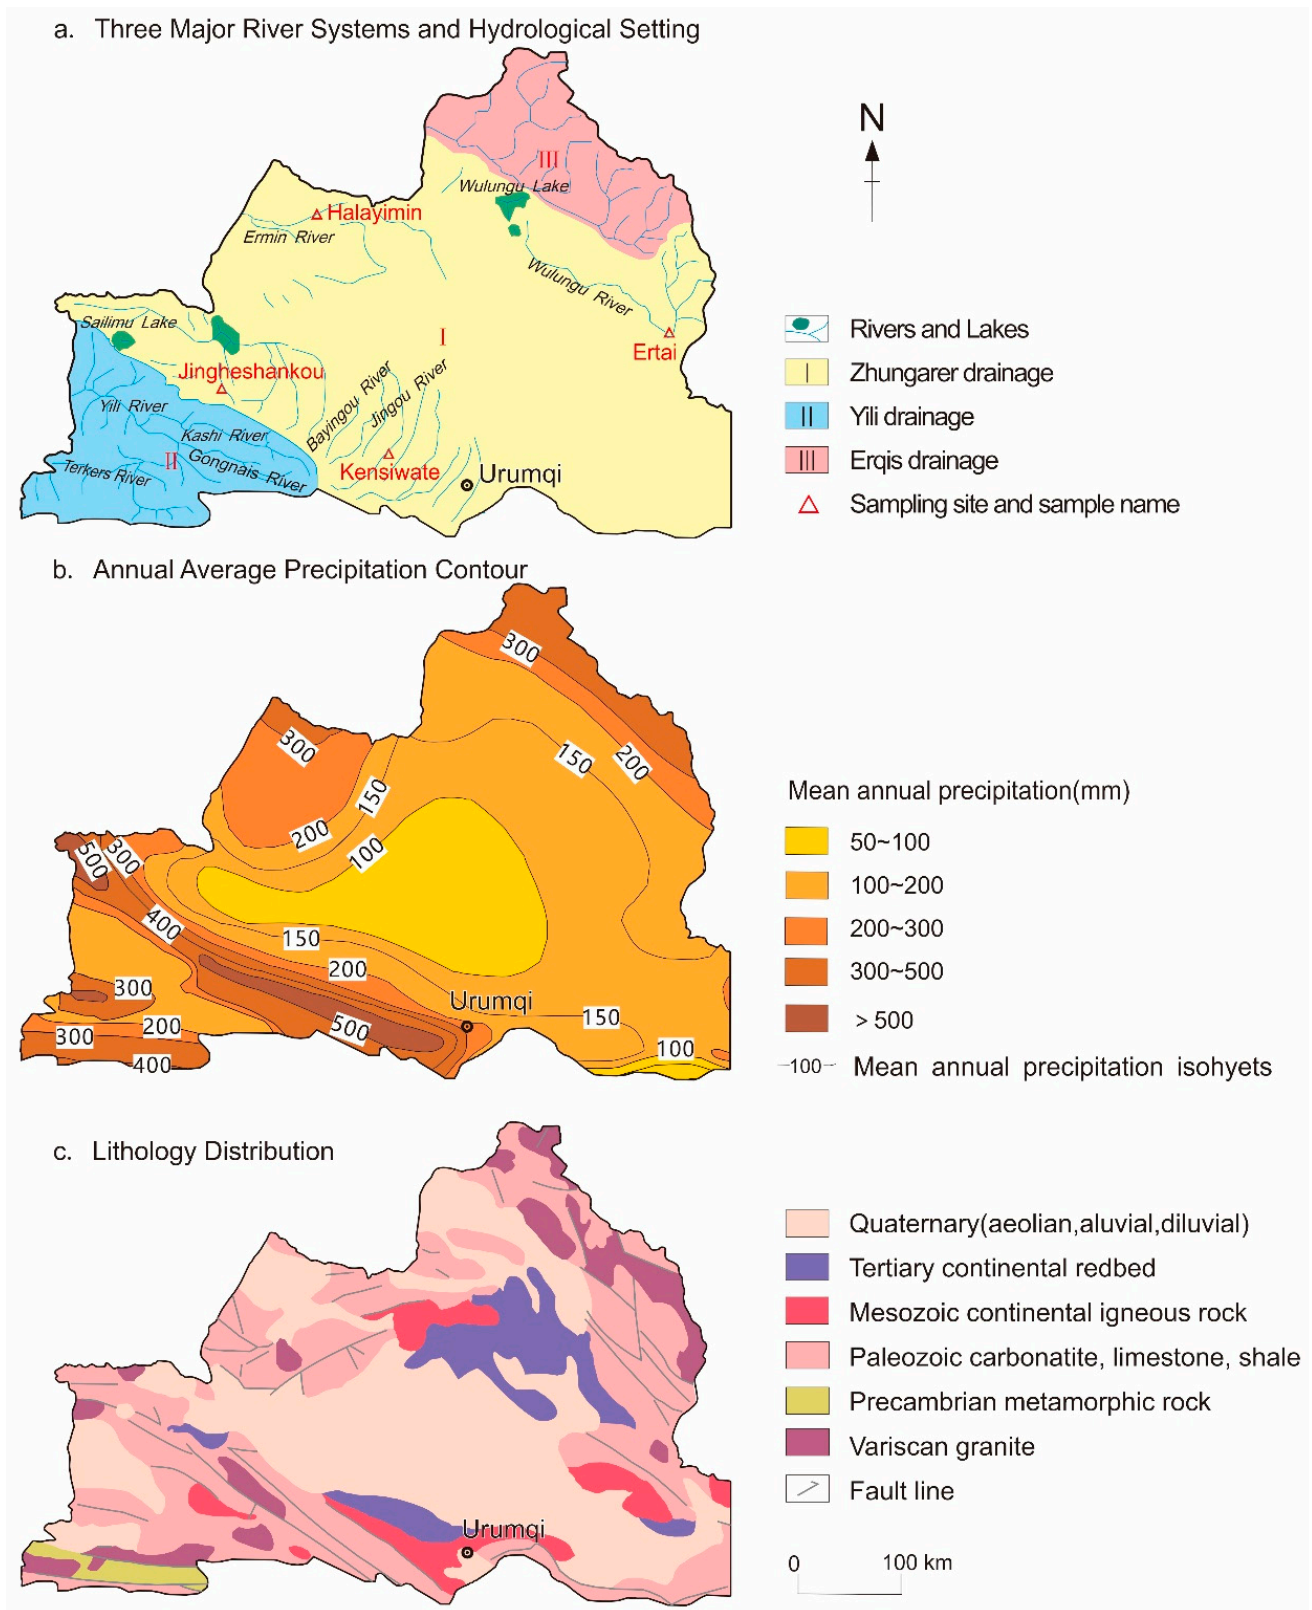 a. Three Major River Systems and Hydrological Setting
N
III
Wulungu Lake
Halayimin
Ermin River
Wulungu River
Sailimu Lake
I
Ertai
Jingheshankou
Bayingou River
Jingou River
Yili River
Kashi River
II
Gongnais River
Terkers River
Kensiwate
Urumqi
Rivers and Lakes
I Zhungarer drainage
II Yili drainage
III Erqis drainage
Sampling site and sample name
b. Annual Average Precipitation Contour
300
300
150
200
150
200
100
500
300
400
150
200
300
Urumqi
500
150
200
300
400
100
Mean annual precipitation(mm)
50~100
100~200
200~300
300~500
> 500
100 Mean annual precipitation isohyets
c. Lithology Distribution
Urumqi
Quaternary(aeolian,aluvial,diluvial)
Tertiary continental redbed
Mesozoic continental igneous rock
Paleozoic carbonatite, limestone, shale
Precambrian metamorphic rock
Variscan granite
Fault line
0 100 km